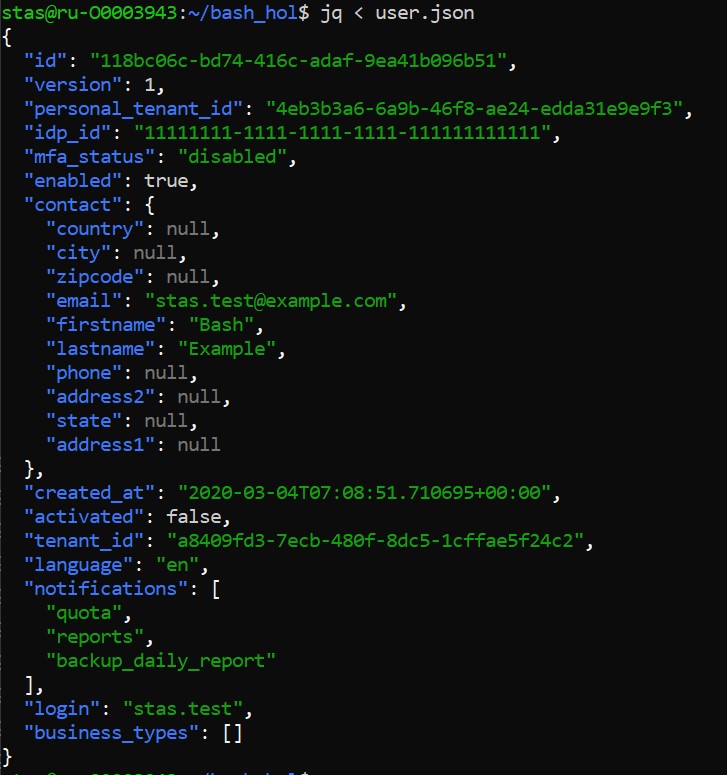 stas@ru-O0003943:~/bash_hol$ jq < user.json
{
  "id": "118bc06c-bd74-416c-adaf-9ea41b096b51",
  "version": 1,
  "personal_tenant_id": "4eb3b3a6-6a9b-46f8-ae24-edda31e9e9f3",
  "idp_id": "11111111-1111-1111-1111-111111111111",
  "mfa_status": "disabled",
  "enabled": true,
  "contact": {
    "country": null,
    "city": null,
    "zipcode": null,
    "email": "stas.test@example.com",
    "firstname": "Bash",
    "lastname": "Example",
    "phone": null,
    "address2": null,
    "state": null,
    "address1": null
  },
  "created_at": "2020-03-04T07:08:51.710695+00:00",
  "activated": false,
  "tenant_id": "a8409fd3-7ecb-480f-8dc5-1cffae5f24c2",
  "language": "en",
  "notifications": [
    "quota",
    "reports",
    "backup_daily_report"
  ],
  "login": "stas.test",
  "business_types": []
}
stas@ru-O0003943:~/bash_hol$